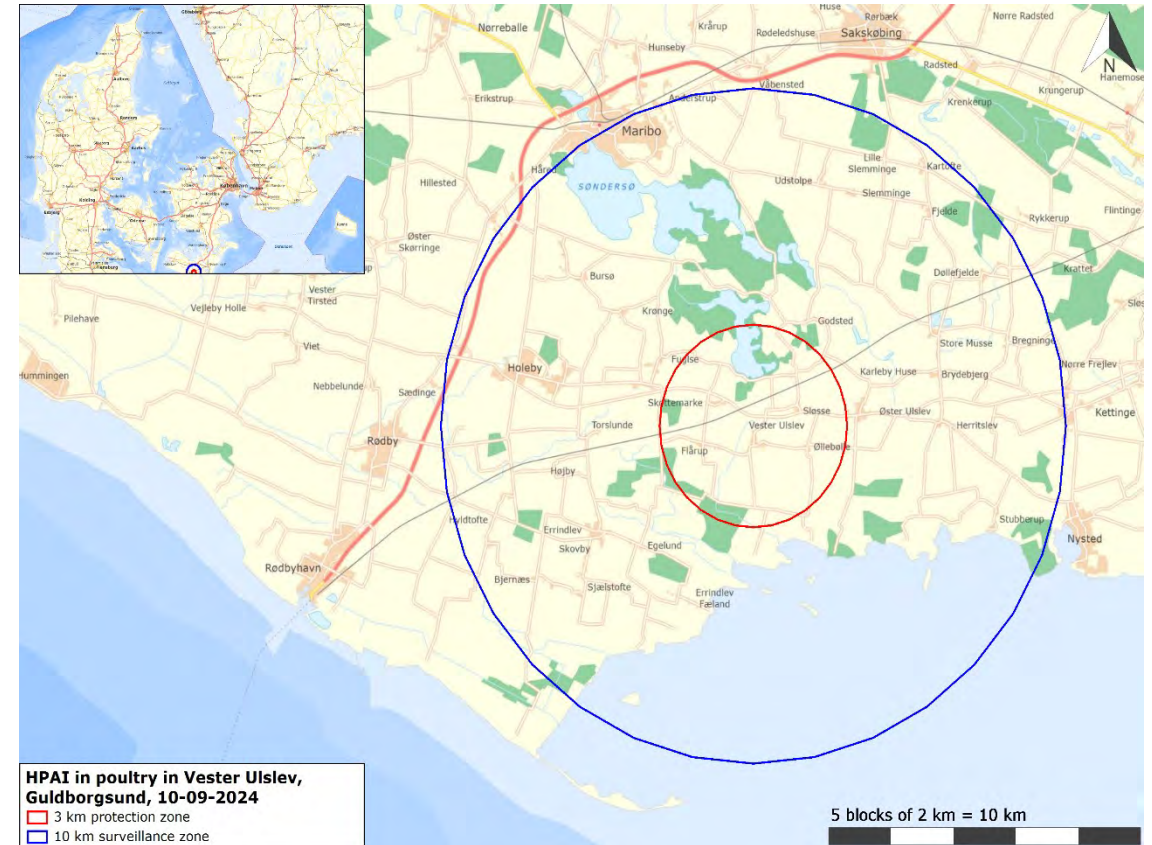 Nørreballe
Krårup
Huse
Rørbæk
Nørre Radsted
Rødeledshuse
Sakskøbing
Hunseby
Radsted
N
Hanemose
Våbensted
Erikstrup
Anderstrup
Krenkerup
Krungerup
Maribo
Håred
Lille
Slemminge
Kartofte
SØNDERSØ
Udstolpe
Hillested
Slemminge
Fjelde
Rykkerup
Flintinge
Øster
Skørringe
Bursø
Døllefjelde
Krattet
Vester
Tirsted
Vejleby Holle
Krønge
Godsted
Pilehave
Store Musse
Bregninge
Viet
Fuglse
Nørre Frejlev
Holeby
Karleby Huse
Brydebjerg
Hummingen
Nebbelunde
Sædinge
Skottemarke
Sløsse
Øster Ulslev
Kettinge
Torslunde
Vester Ulslev
Herritslev
Rødby
Flårup
Øllebølle
Højby
Hyldtofte
Errindlev
Stubberup
Skovby
Egelund
Nysted
Rødbyhavn
Bjernæs
Sjælstofte
Errindlev
Fæland
HPAI in poultry in Vester Ulslev,
Guldborgsund, 10-09-2024
3 km protection zone
10 km surveillance zone
5 blocks of 2 km = 10 km